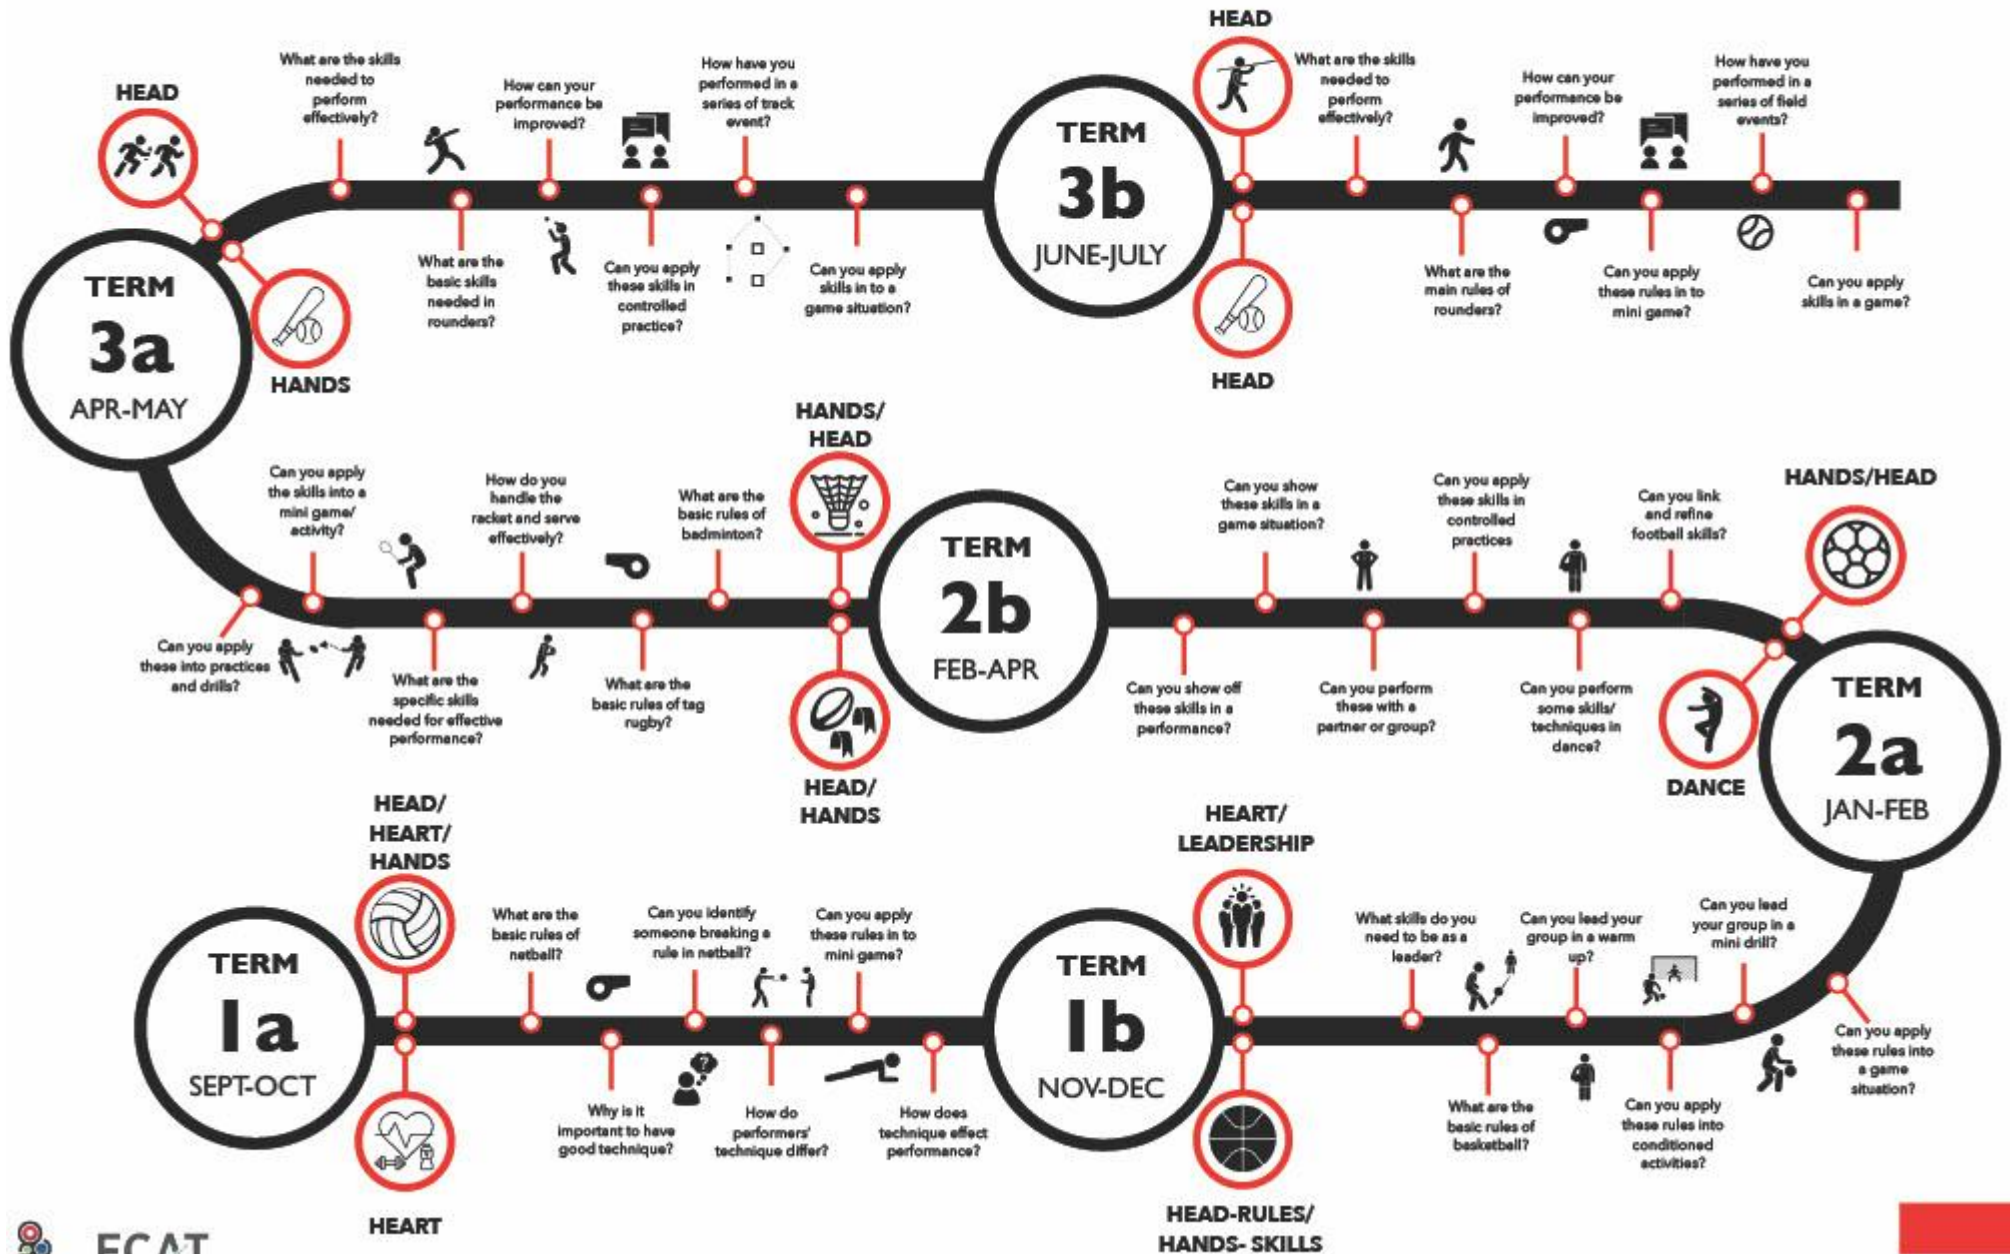 HEAD
What are the skills
needed to
perform
effectively?
How can your
performance be
improved?
How have you
performed in a
series of track
event?
TERM
3b
JUNE-JULY
HEAD
What are the skills
needed to
perform
effectively?
How can your
performance be
improved?
How have you
performed in a
series of field
events?
TERM
3a
APR-MAY
HANDS
What are the
basic skills
needed in
rounders?
Can you apply
these skills in
controlled
practice?
Can you apply
skills in to a
game situation?
HEAD
What are the
main rules of
rounders?
Can you apply
these rules in to
mini game?
Can you apply
skills in a game?
Can you apply
the skills into a
mini game/
activity?
How do you
handle the
racket and serve
effectively?
What are the
basic rules of
badminton?
HANDS/
HEAD
TERM
2b
FEB-APR
Can you show
these skills in a
game situation?
Can you apply
these skills in
controlled
practices
Can you link
and refine
football skills?
HANDS/HEAD
Can you apply
these into practices
and drills?
What are the
specific skills
needed for effective
performance?
What are the
basic rules of tag
rugby?
HEAD/
HANDS
Can you show off
these skills in a
performance?
Can you perform
these with a
partner or group?
Can you perform
some skills/
techniques in
dance?
DANCE
TERM
2a
JAN-FEB
HEAD/
HEART/
HANDS
TERM
1a
SEPT-OCT
What are the
basic rules of
netball?
Can you identify
someone breaking a
rule in netball?
Can you apply
these rules in to
mini game?
TERM
1b
NOV-DEC
HEART/
LEADERSHIP
What skills do you
need to be as a
leader?
Can you lead your
group in a warm
up?
Can you lead
your group in a
mini drill?
HEART
Why is it
important to have
good technique?
?
How do
performers'
technique differ?
How does
technique effect
performance?
HEAD-RULES/
HANDS- SKILLS
What are the
basic rules of
basketball?
Can you apply
these rules into
conditioned
activities?
Can you apply
these rules into
a game
situation?
ECAT